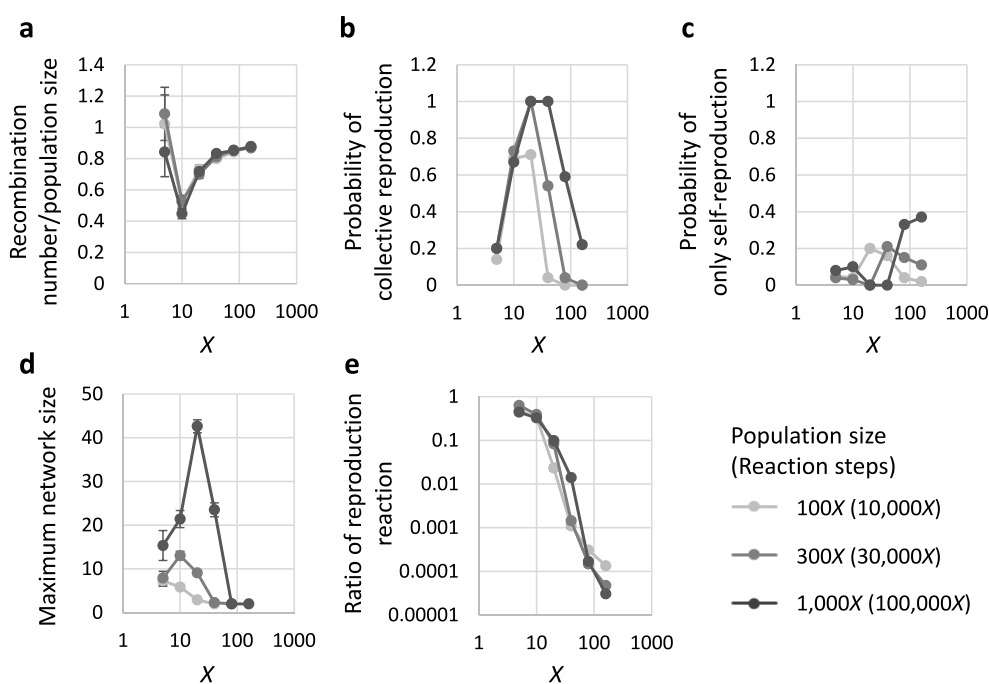 a
Recombination
number/population size
1.4
1.2
1
0.8
0.6
0.4
0.2
0
1
10
100
1000
X
b
Probability of
collective reproduction
1.2
1
0.8
0.6
0.4
0.2
0
1
10
100
1000
X
c
Probability of
only self-reproduction
1.2
1
0.8
0.6
0.4
0.2
0
1
10
100
1000
X
d
Maximum network size
50
40
30
20
10
0
1
10
100
1000
X
e
Ratio of reproduction
reaction
1
0.1
0.01
0.001
0.0001
0.00001
1
10
100
1000
X
Population size
(Reaction steps)
100X (10,000X)
300X (30,000X)
1,000X (100,000X)